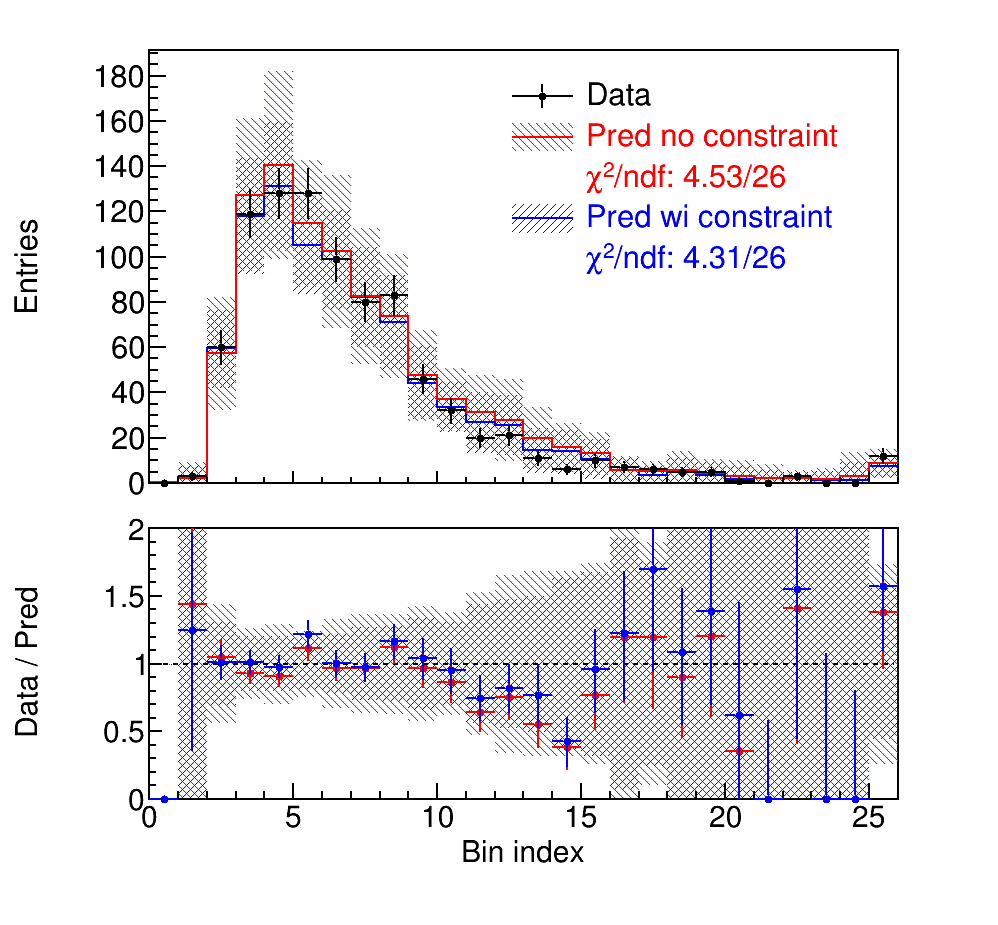 Entries
180
160
140
120
100
80
60
40
20
0
Data
Pred no constraint
χ²/ndf: 4.53/26
Pred wi constraint
χ²/ndf: 4.31/26
Data / Pred
2
1.5
1
0.5
0
0 5 10 15 20 25
Bin index